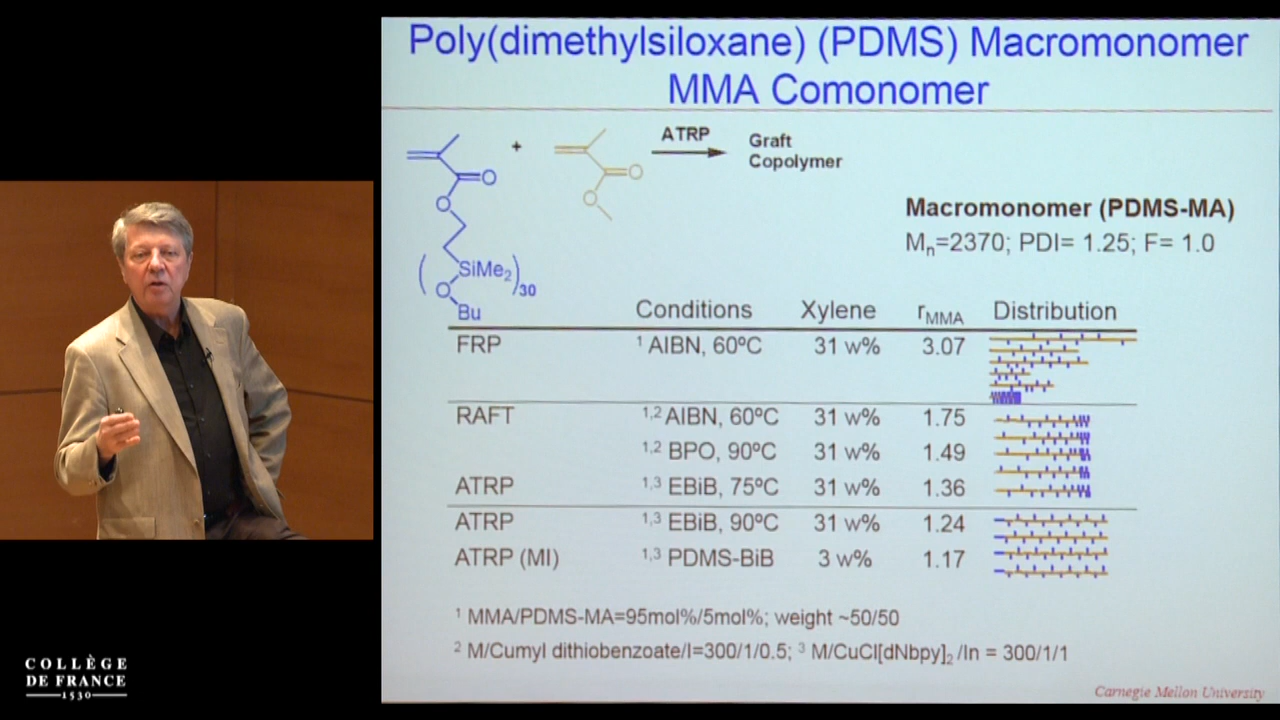 Poly(dimethylsiloxane) (PDMS) Macromonomer
MMA Comonomer
+
ATRP
Graft
Copolymer
O
O
O
O
( SiMe₂ )₃₀
O
Bu
Macromonomer (PDMS-MA)
Mₙ=2370; PDI= 1.25; F= 1.0
Conditions Xylene r_MMA Distribution
FRP ¹ AIBN, 60ºC 31 w% 3.07
RAFT ¹,² AIBN, 60ºC 31 w% 1.75
¹,² BPO, 90ºC 31 w% 1.49
ATRP ¹,³ EBiB, 75ºC 31 w% 1.36
ATRP ¹,³ EBiB, 90ºC 31 w% 1.24
ATRP (MI) ¹,³ PDMS-BiB 3 w% 1.17
¹ MMA/PDMS-MA=95mol%/5mol%; weight ~50/50
² M/Cumyl dithiobenzoate/I=300/1/0.5; ³ M/CuCl[dNbpy]₂ /In = 300/1/1
Carnegie Mellon University
COLLÈGE
DE FRANCE
1530